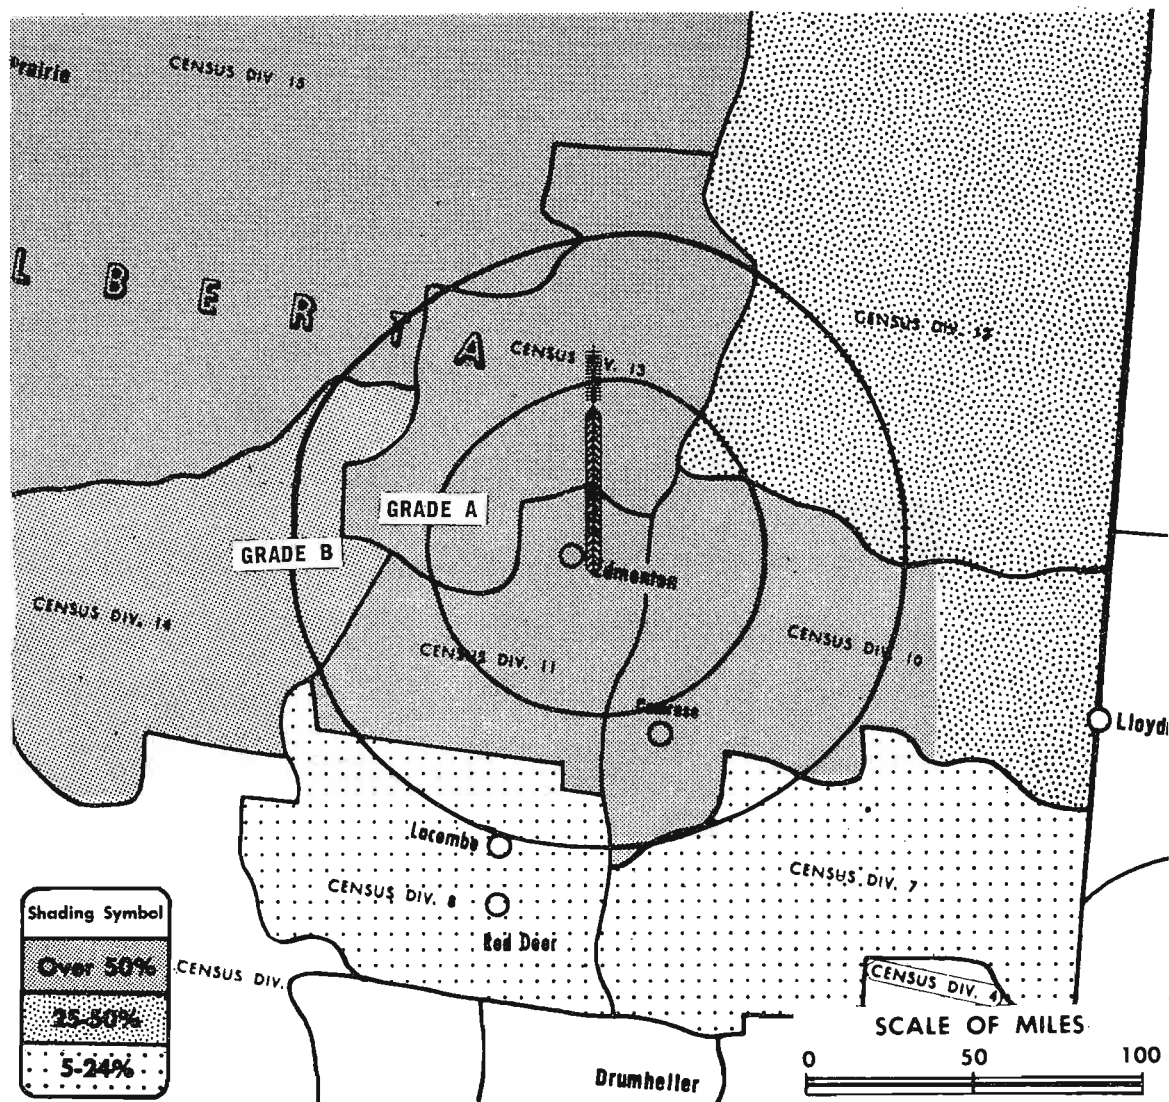 Prairie
CENSUS DIV 15
L B E R T A
CENSUS DIV. 12
CENSUS V. 13
GRADE A
GRADE B
Edmonton
CENSUS DIV. 14
CENSUS DIV. 11
CENSUS DIV. 10
Camrose
Lloyd
Lacombe
CENSUS DIV. 8
Red Deer
CENSUS DIV. 7
Shading Symbol
Over 50%
25-50%
5-24%
CENSUS DIV.
CENSUS DIV. 4
SCALE OF MILES
0 50 100
Drumheller